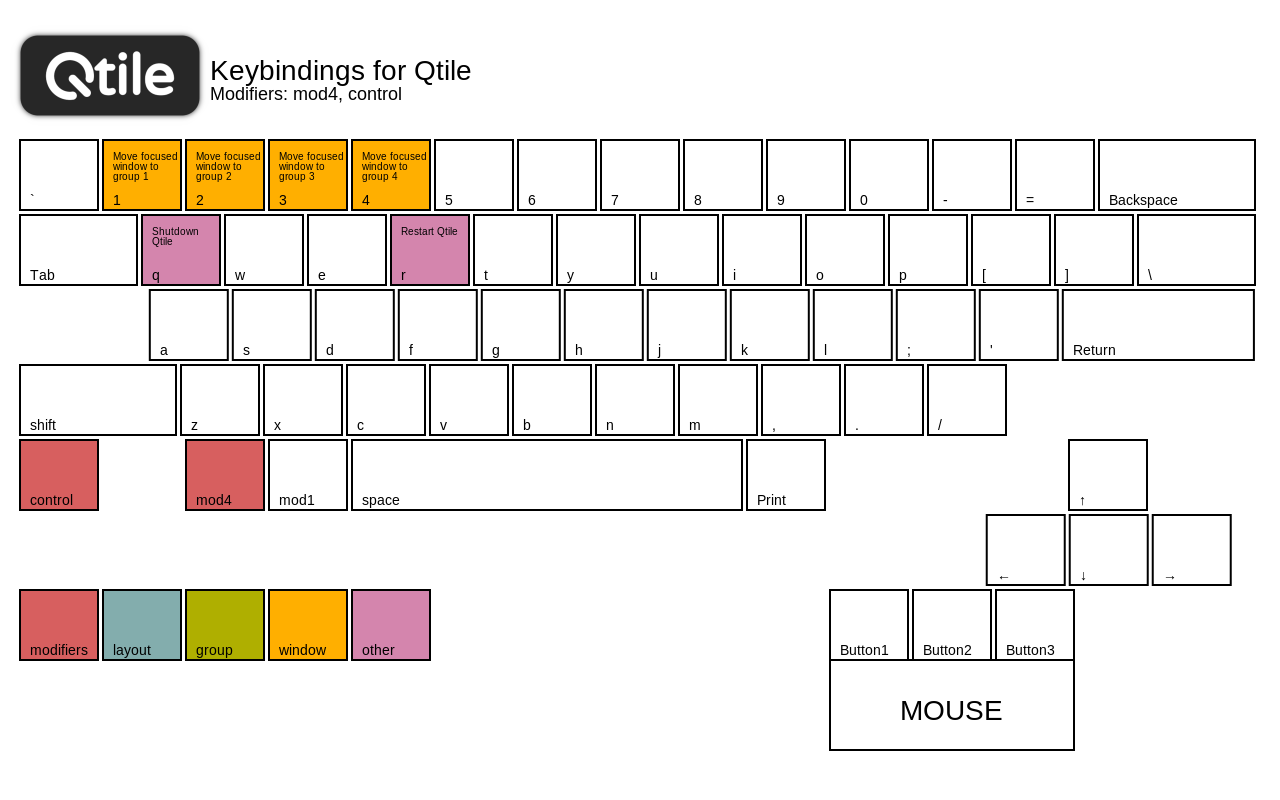 Qtile
Keybindings for Qtile
Modifiers: mod4, control
Move focused
window to
group 1
Move focused
window to
group 2
Move focused
window to
group 3
Move focused
window to
group 4
` 1 2 3 4 5 6 7 8 9 0 - = Backspace
Shutdown
Qtile
Restart Qtile
Tab q w e r t y u i o p [ ] \
a s d f g h j k l ; ' Return
shift z x c v b n m , . /
control mod4 mod1 space Print ↑
← ↓ →
modifiers layout group window other Button1 Button2 Button3
MOUSE